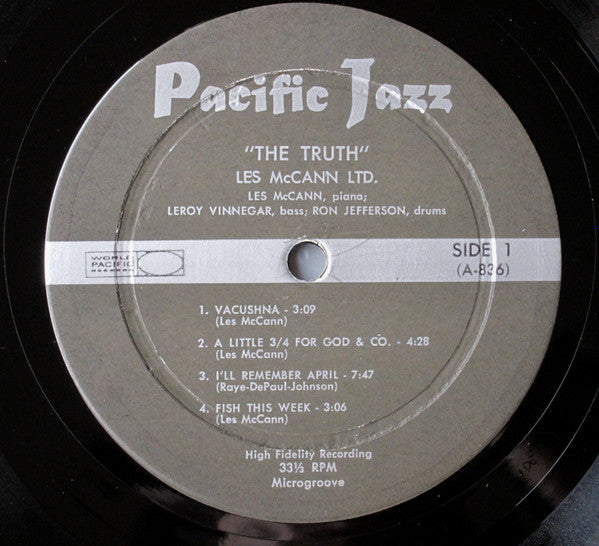 Pacific Jazz
"THE TRUTH"
LES McCANN LTD.
LES McCANN, piano;
LEROY VINNEGAR, bass; RON JEFFERSON, drums
WORLD
PACIFIC
RECORDS
SIDE 1
(A-836)
1. VACUSHNA - 3:09
(Les McCann)
2. A LITTLE 3/4 FOR GOD & CO. - 4:28
(Les McCann)
3. I'LL REMEMBER APRIL - 7:47
(Raye-DePaul-Johnson)
4. FISH THIS WEEK - 3:06
(Les McCann)
High Fidelity Recording
33⅓ RPM
Microgroove